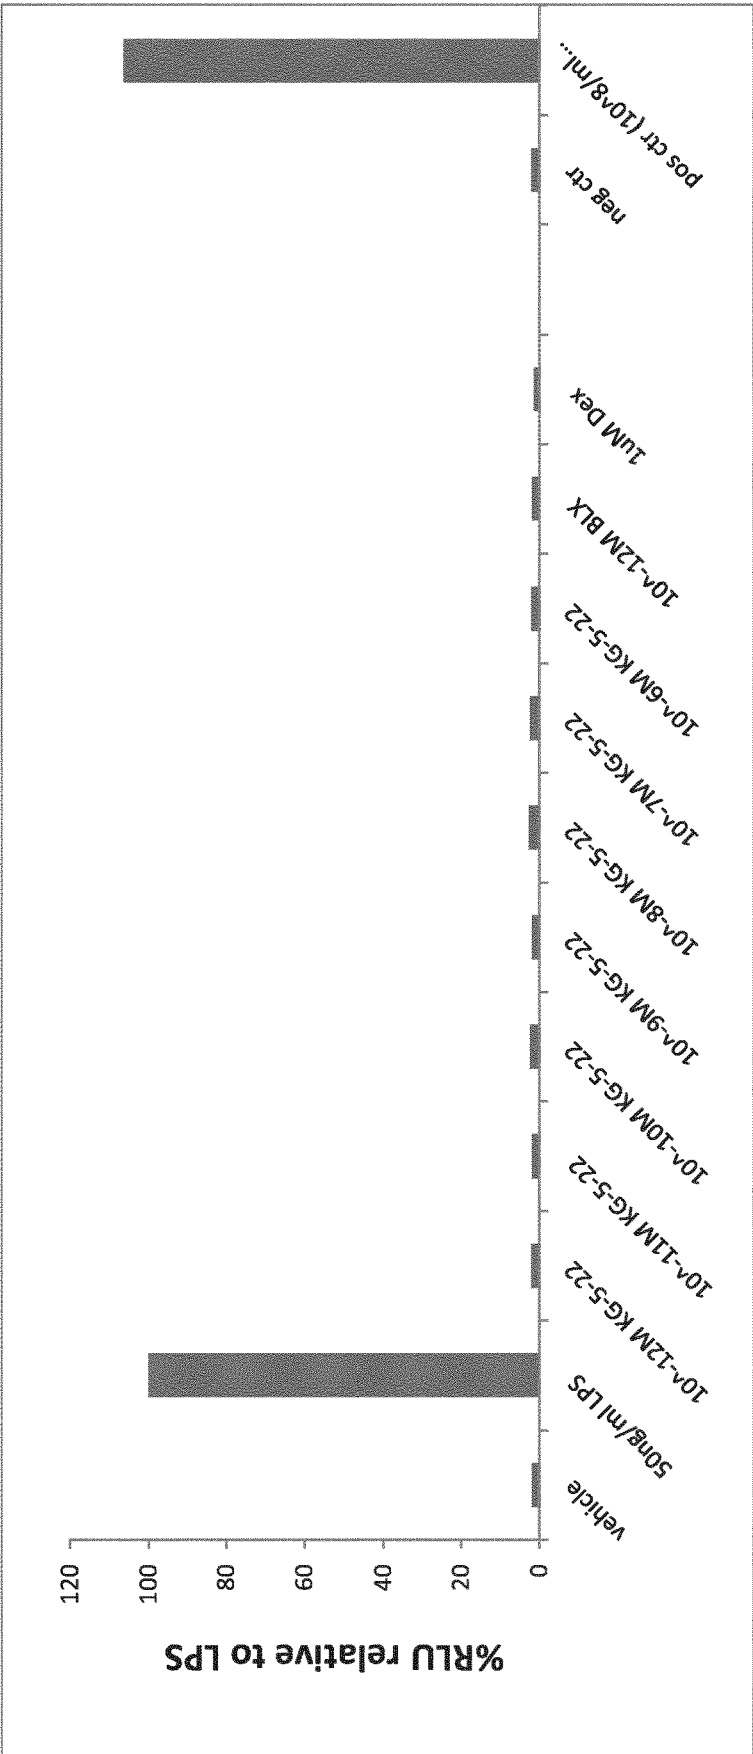 %RLU relative to LPS
120
100
80
60
40
20
0
vehicle
50ng/ml LPS
10^-12M KG-5-22
10^-11M KG-5-22
10^-10M KG-5-22
10^-9M KG-5-22
10^-8M KG-5-22
10^-7M KG-5-22
10^-6M KG-5-22
10^-12M BLX
1uM Dex
neg ctr
pos ctr (10^8/ml...